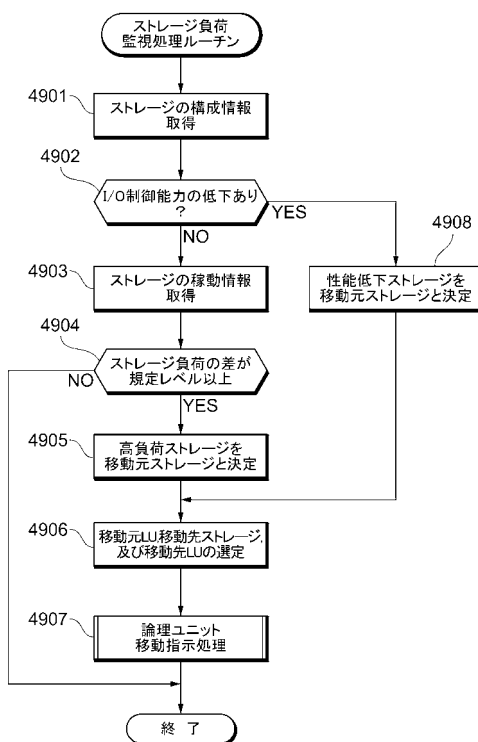 ストレージ負荷
監視処理ルーチン
4901
ストレージの構成情報
取得
4902
I/O制御能力の低下あり
?
YES
NO
4908
性能低下ストレージを
移動元ストレージと決定
4903
ストレージの稼動情報
取得
4904
ストレージ負荷の差が
規定レベル以上
NO
YES
4905
高負荷ストレージを
移動元ストレージと決定
4906
移動元LU,移動先ストレージ,
及び移動先LUの選定
4907
論理ユニット
移動指示処理
終了